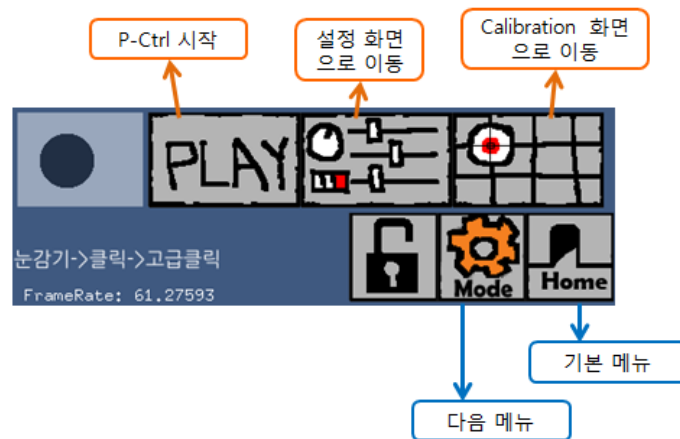 P-Ctrl 시작
설정 화면
으로 이동
Calibration 화면
으로 이동
PLAY
눈감기->클릭->고급클릭
FrameRate: 61.27593
Mode
Home
기본 메뉴
다음 메뉴